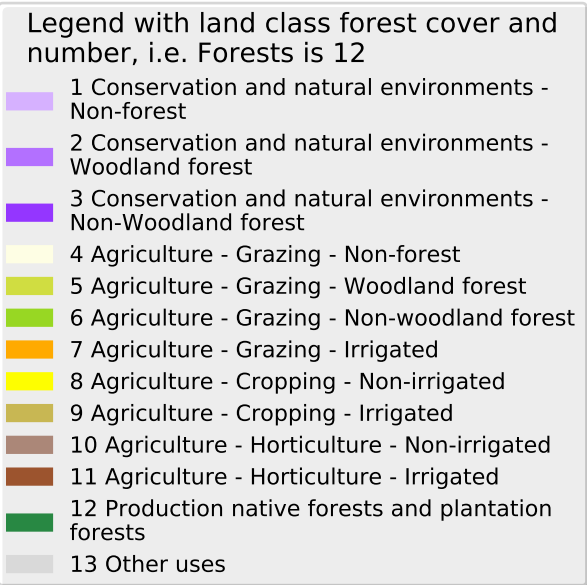 Legend with land class forest cover and
number, i.e. Forests is 12
1 Conservation and natural environments -
Non-forest
2 Conservation and natural environments -
Woodland forest
3 Conservation and natural environments -
Non-Woodland forest
4 Agriculture - Grazing - Non-forest
5 Agriculture - Grazing - Woodland forest
6 Agriculture - Grazing - Non-woodland forest
7 Agriculture - Grazing - Irrigated
8 Agriculture - Cropping - Non-irrigated
9 Agriculture - Cropping - Irrigated
10 Agriculture - Horticulture - Non-irrigated
11 Agriculture - Horticulture - Irrigated
12 Production native forests and plantation
forests
13 Other uses